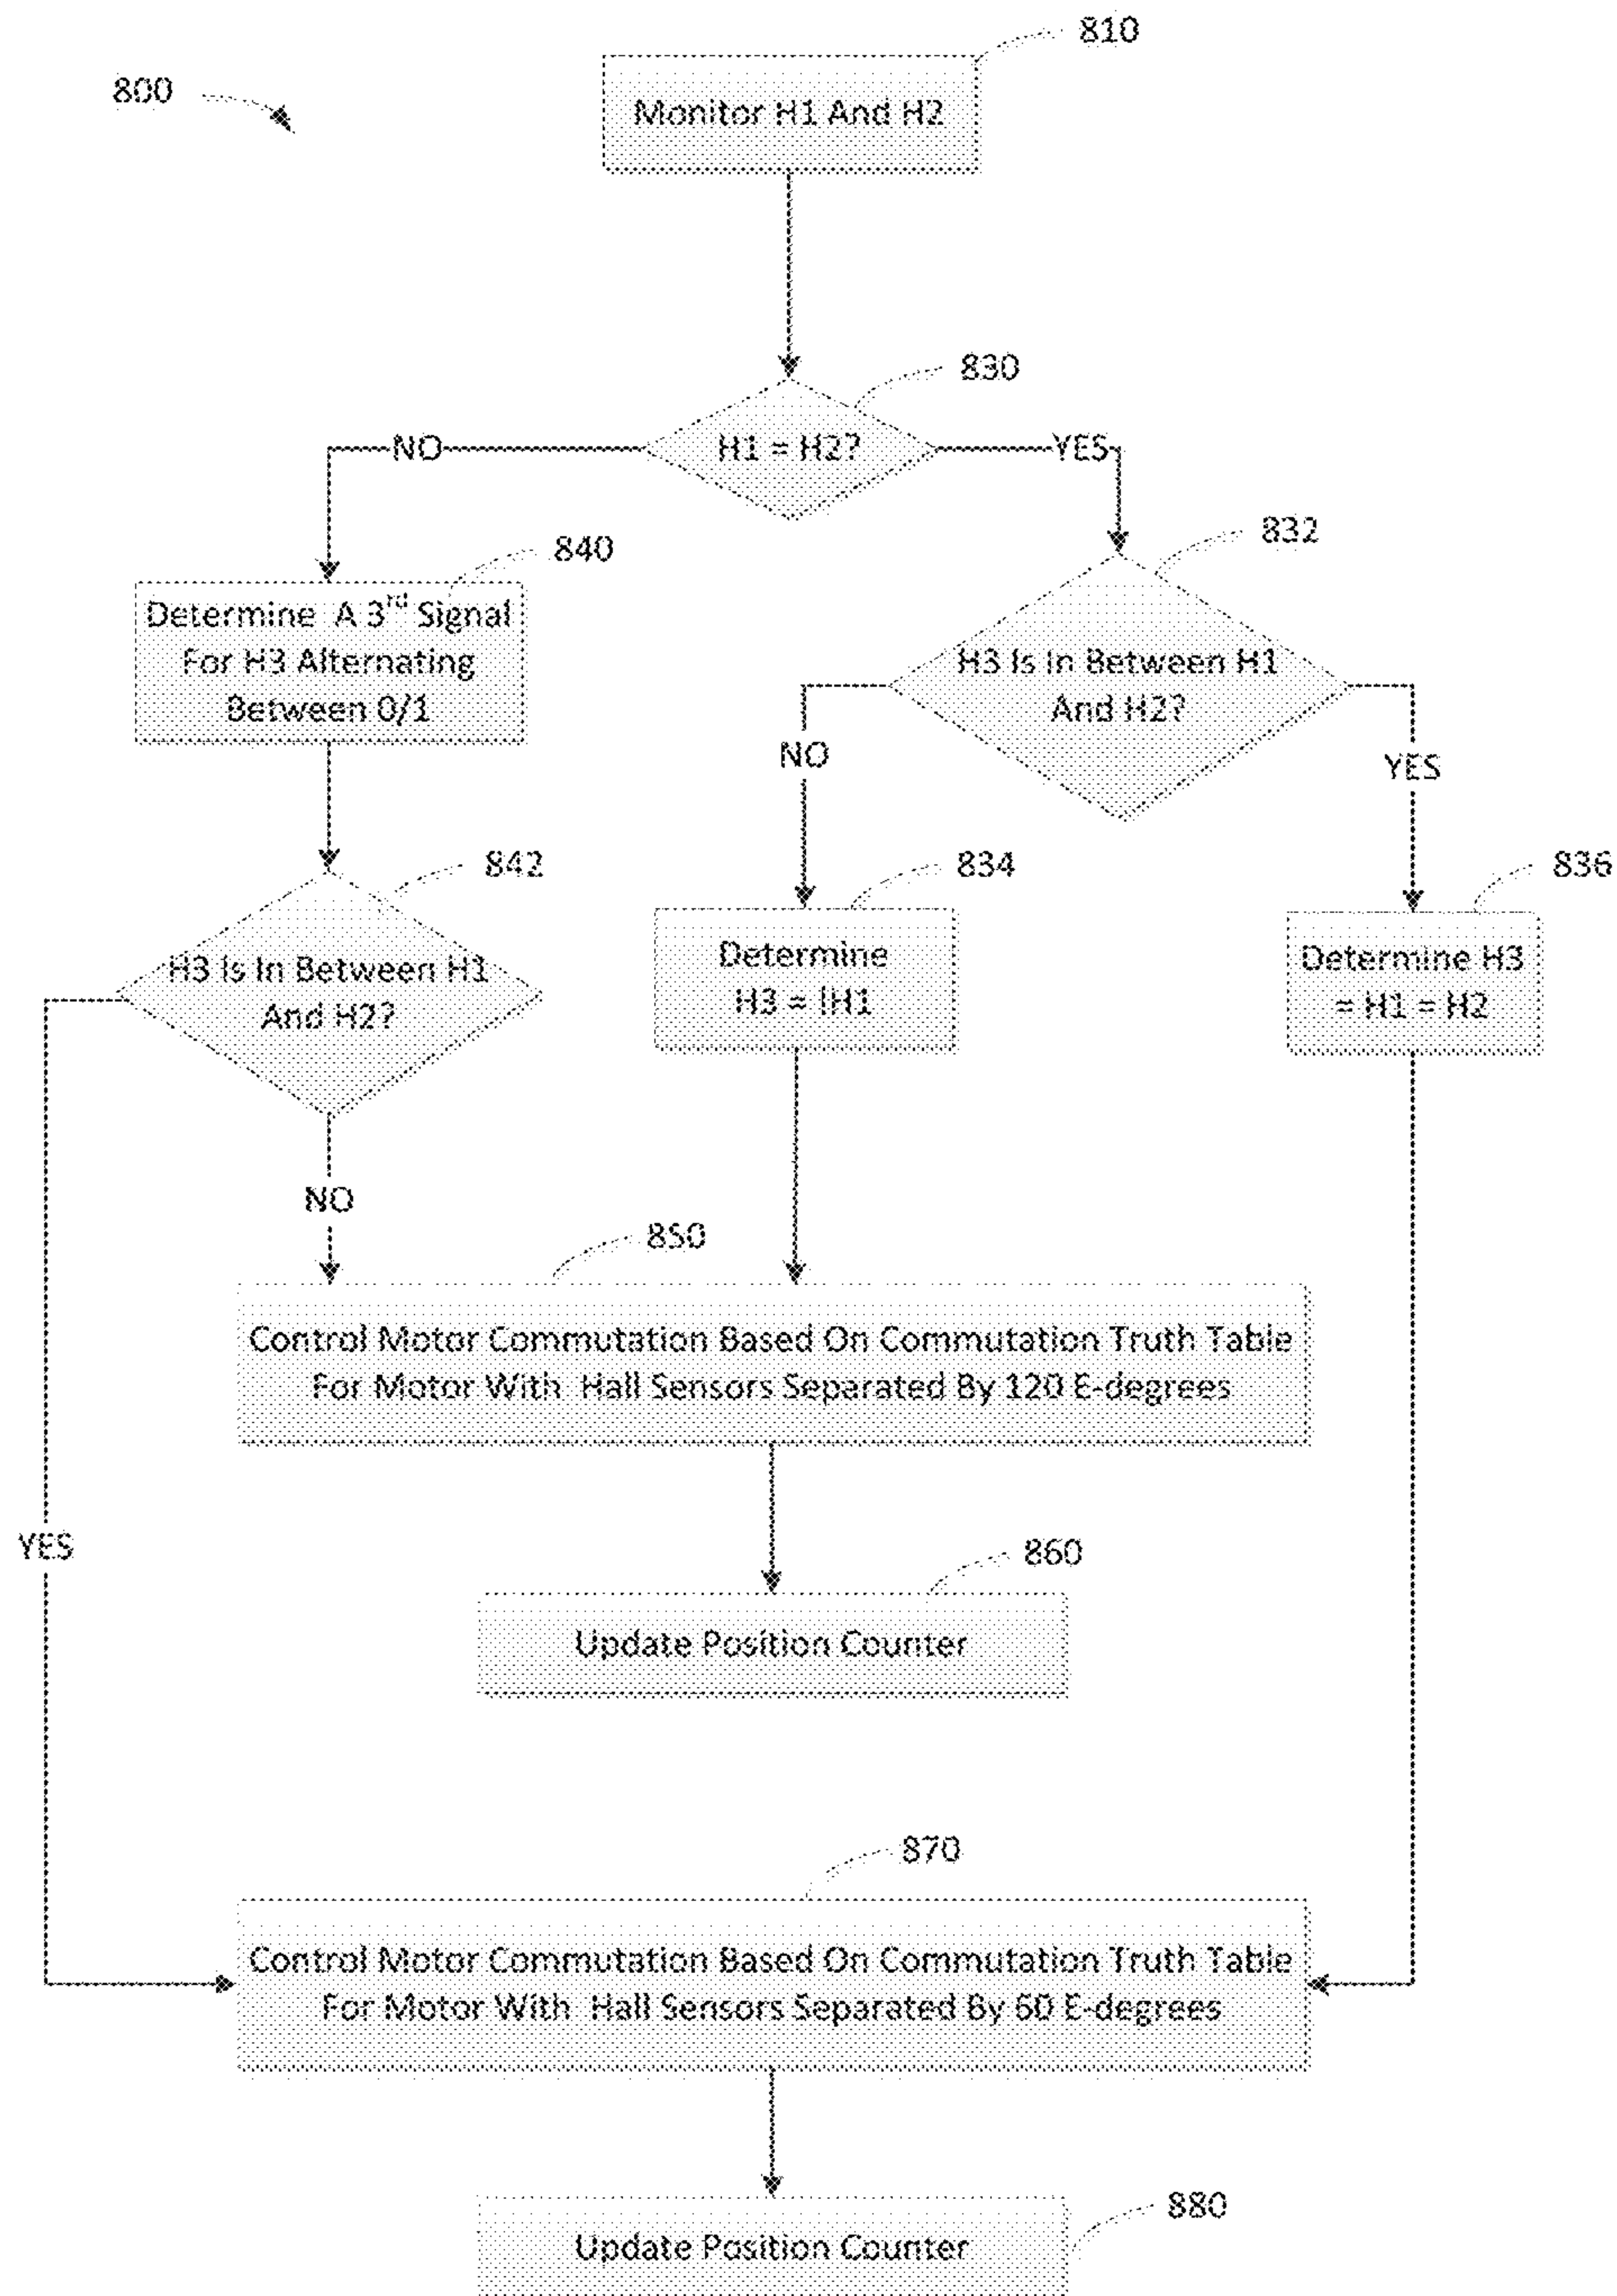 810
800
Monitor H1 And H2
830
H1 = H2?
NO
YES
840
832
Determine A 3rd Signal
For H3 Alternating
Between 0/1
H3 Is In Between H1
And H2?
NO
YES
842
834
836
H3 Is In Between H1
And H2?
Determine
H3 = !H1
Determine H3
= H1 = H2
NO
850
Control Motor Commutation Based On Commutation Truth Table
For Motor With Hall Sensors Separated By 120 E-degrees
YES
860
Update Position Counter
870
Control Motor Commutation Based On Commutation Truth Table
For Motor With Hall Sensors Separated By 60 E-degrees
880
Update Position Counter